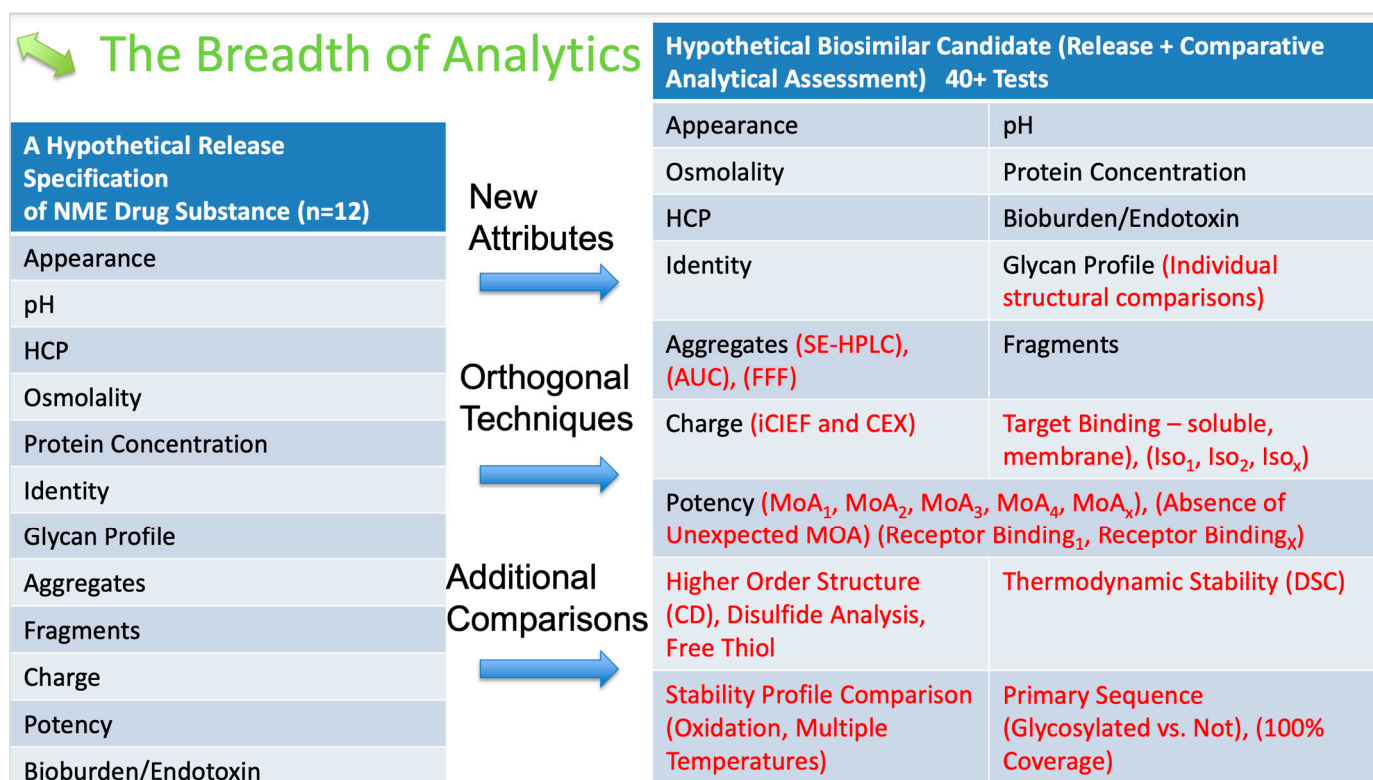 The Breadth of Analytics
A Hypothetical Release
Specification
of NME Drug Substance (n=12)
Appearance
pH
HCP
Osmolality
Protein Concentration
Identity
Glycan Profile
Aggregates
Fragments
Charge
Potency
Bioburden/Endotoxin
New
Attributes
Orthogonal
Techniques
Additional
Comparisons
Hypothetical Biosimilar Candidate (Release + Comparative
Analytical Assessment)   40+ Tests
Appearance
pH
Osmolality
Protein Concentration
HCP
Bioburden/Endotoxin
Identity
Glycan Profile (Individual
structural comparisons)
Aggregates (SE-HPLC),
(AUC), (FFF)
Fragments
Charge (iCIEF and CEX)
Target Binding – soluble,
membrane), (Iso₁, Iso₂, Isoₓ)
Potency (MoA₁, MoA₂, MoA₃, MoA₄, MoAₓ), (Absence of
Unexpected MOA) (Receptor Binding₁, Receptor Bindingₓ)
Higher Order Structure
(CD), Disulfide Analysis,
Free Thiol
Thermodynamic Stability (DSC)
Stability Profile Comparison
(Oxidation, Multiple
Temperatures)
Primary Sequence
(Glycosylated vs. Not), (100%
Coverage)